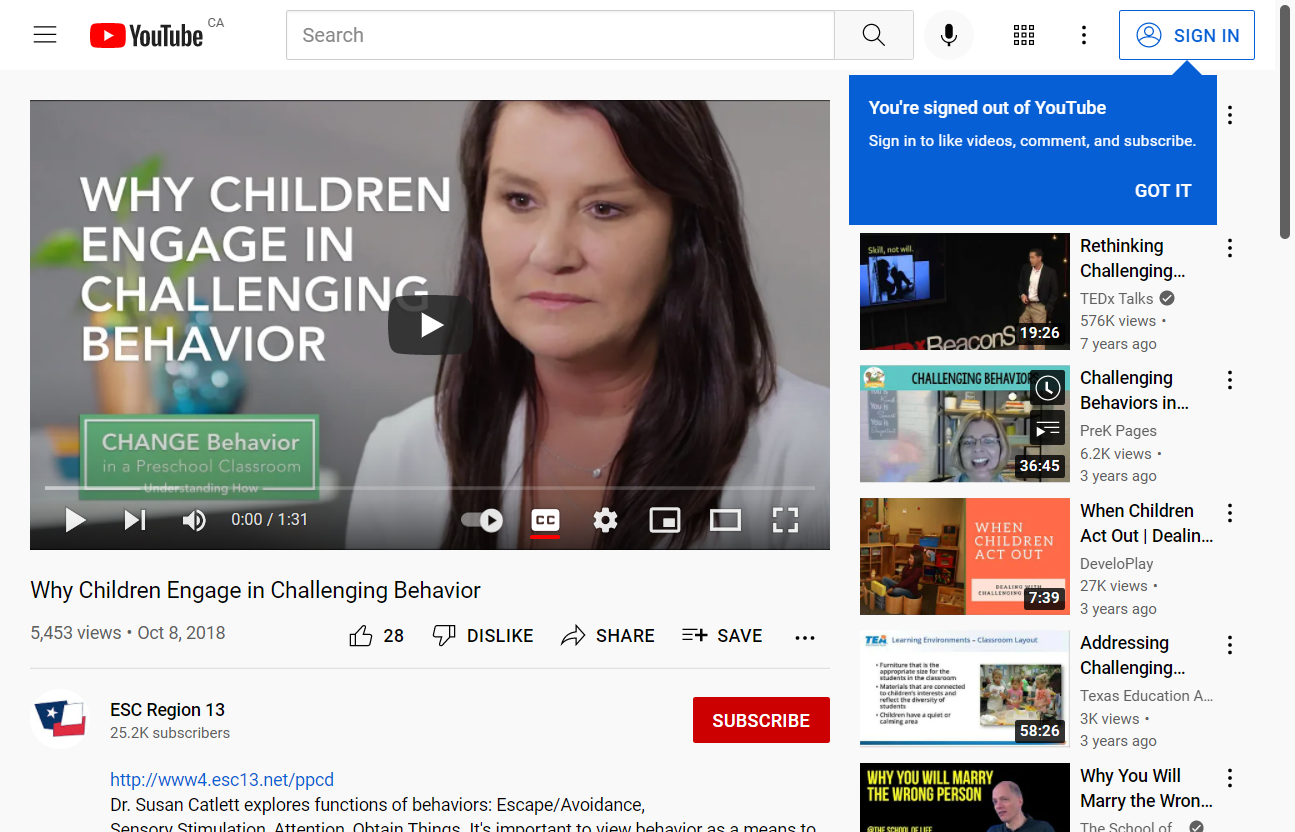 YouTube CA
Search
SIGN IN
You're signed out of YouTube
Sign in to like videos, comment, and subscribe.
GOT IT
WHY CHILDREN
ENGAGE IN
CHALLENGING
BEHAVIOR
CHANGE Behavior
in a Preschool Classroom
Understanding How
0:00 / 1:31
CC
Why Children Engage in Challenging Behavior
5,453 views • Oct 8, 2018
28
DISLIKE
SHARE
SAVE
ESC Region 13
25.2K subscribers
SUBSCRIBE
http://www4.esc13.net/ppcd
Dr. Susan Catlett explores functions of behaviors: Escape/Avoidance,
Sensory Stimulation, Attention, Obtain Things. It's important to view behavior as a means to
Skill, not will.
BeaconS
19:26
Rethinking
Challenging...
TEDx Talks
576K views •
7 years ago
CHALLENGING BEHAVIORS
36:45
Challenging
Behaviors in...
PreK Pages
6.2K views •
3 years ago
WHEN
CHILDREN
ACT OUT
DEALING WITH
CHALLENGING
7:39
When Children
Act Out | Dealin...
DeveloPlay
27K views •
3 years ago
TEA Learning Environments – Classroom Layout
• Furniture that is the
appropriate size for the
students in the classroom
• Materials that are connected
to children's interests and
reflect the diversity of
students
• Children have a quiet or
calming area
58:26
Addressing
Challenging...
Texas Education A...
3K views •
3 years ago
WHY YOU WILL MARRY
THE WRONG PERSON
@THE SCHOOL OF LIFE
Why You Will
Marry the Wron...
The School of...